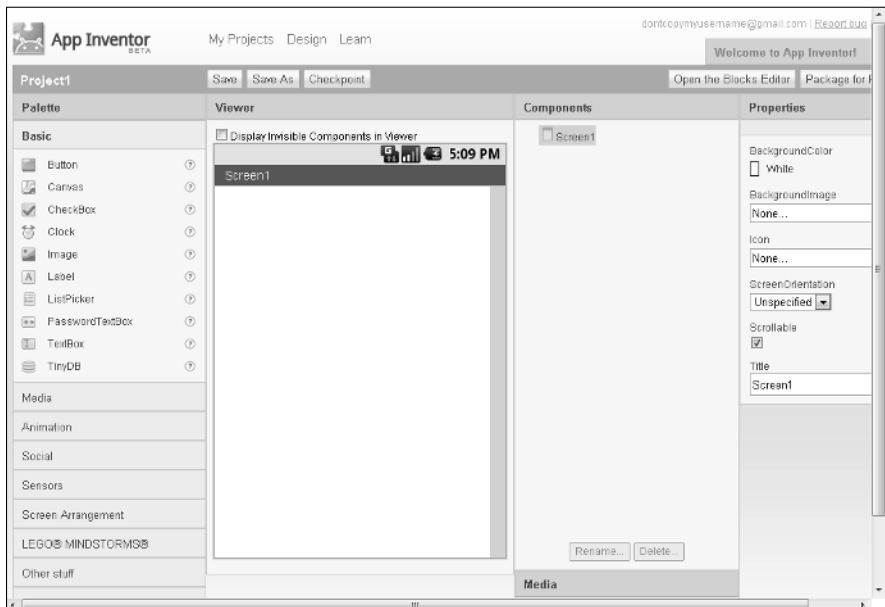 dontcopymyusername@gmail.com | Report bug
App Inventor
BETA
My Projects Design Learn
Welcome to App Inventor!
Project1
Save Save As Checkpoint
Open the Blocks Editor Package for
Palette
Viewer
Components
Properties
Basic
Button
Canvas
CheckBox
Clock
Image
Label
ListPicker
PasswordTextBox
TextBox
TinyDB
Media
Animation
Social
Sensors
Screen Arrangement
LEGO® MINDSTORMS®
Other stuff
Display Invisible Components in Viewer
5:09 PM
Screen1
Screen1
Rename... Delete...
Media
BackgroundColor
White
BackgroundImage
None...
Icon
None...
ScreenOrientation
Unspecified
Scrollable
Title
Screen1